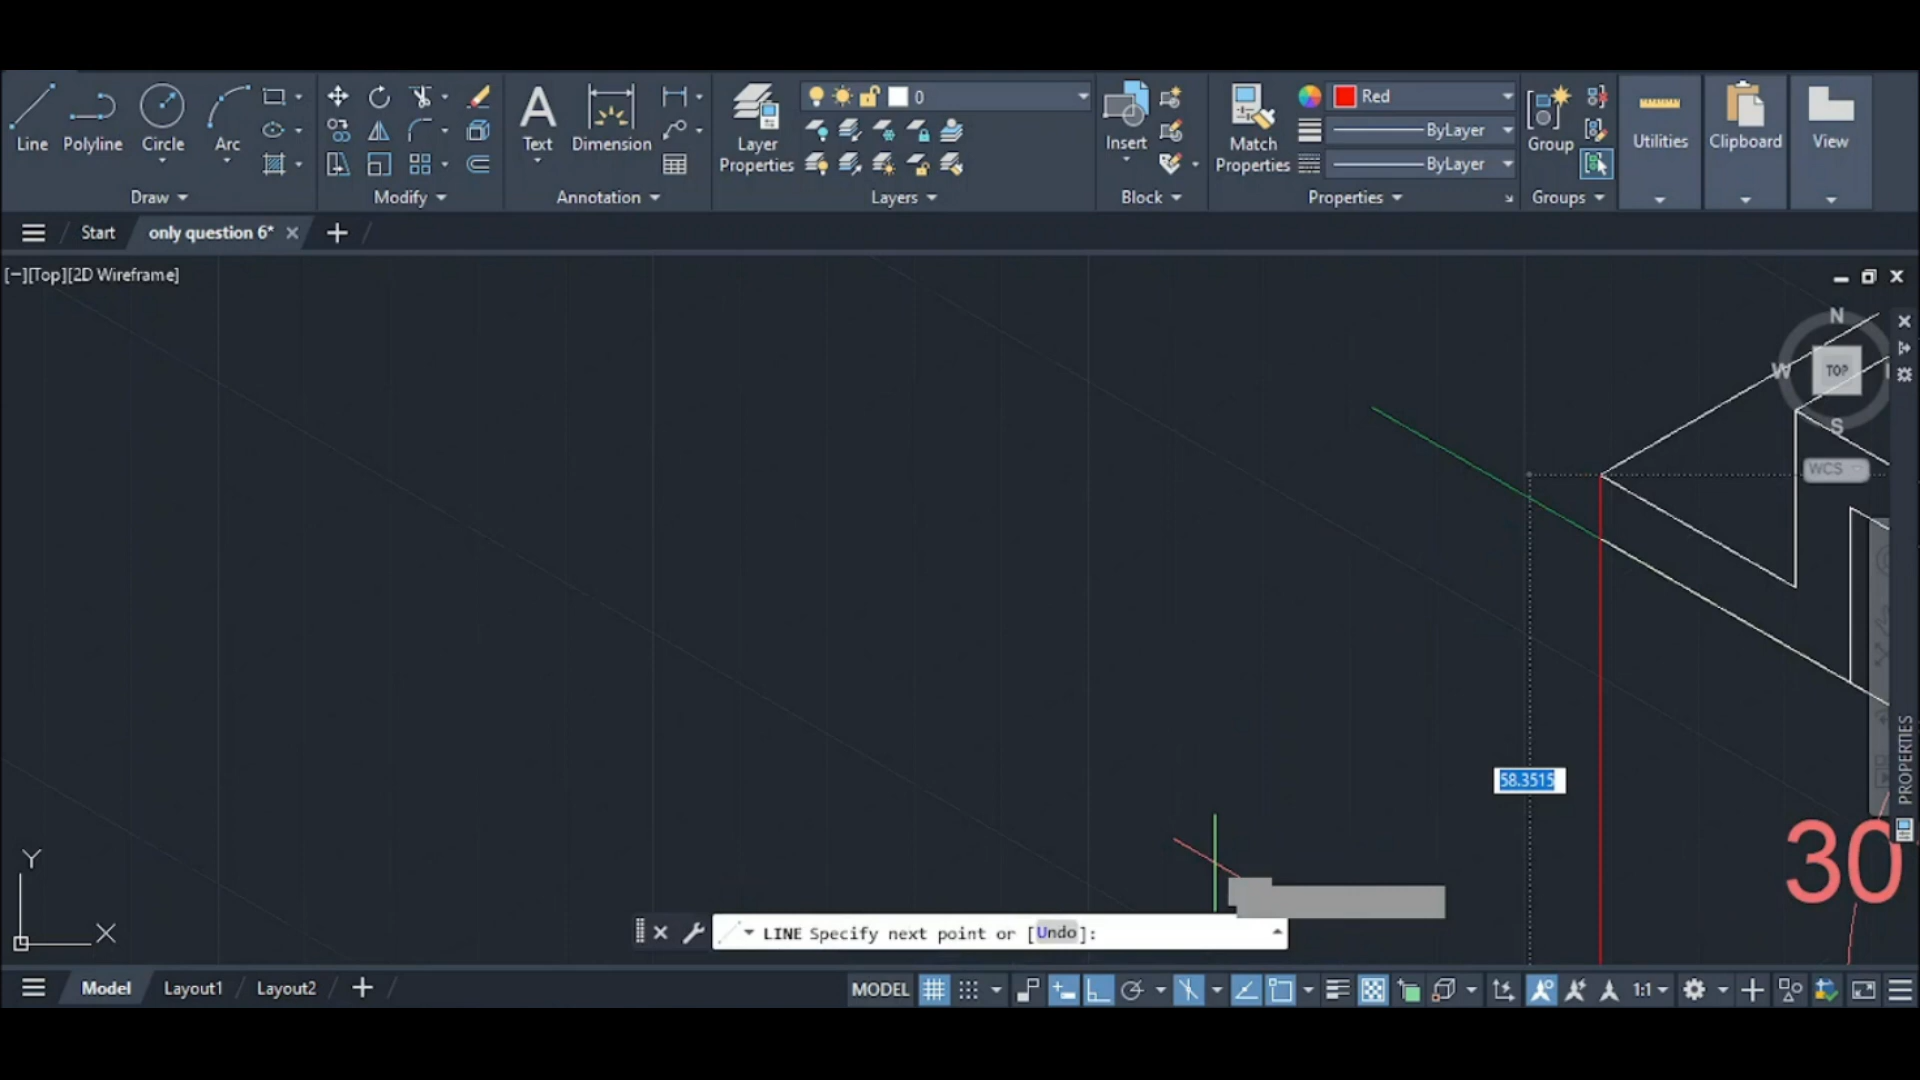 Line
Polyline
Circle
Arc
Draw
Modify
Text
Dimension
Annotation
Layer
Properties
0
Layers
Insert
Block
Match
Properties
Red
ByLayer
ByLayer
Properties
Group
Groups
Utilities
Clipboard
View
Start
only question 6*
[−][Top][2D Wireframe]
N
W
TOP
S
WCS
PROPERTIES
58.3515
30
Y
X
LINE Specify next point or [Undo]:
Model
Layout1
Layout2
MODEL
1:1